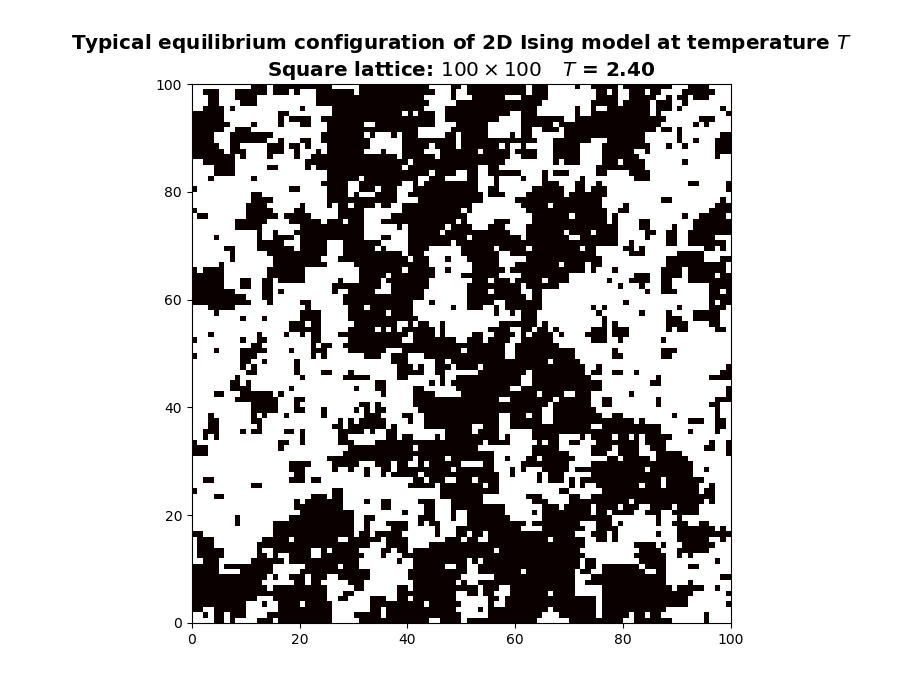 Typical equilibrium configuration of 2D Ising model at temperature T
Square lattice: 100 × 100 T = 2.40
100
80
60
40
20
0
0 20 40 60 80 100